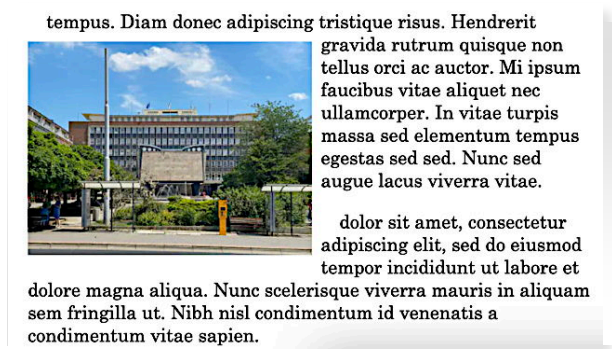 tempus. Diam donec adipiscing tristique risus. Hendrerit
gravida rutrum quisque non
tellus orci ac auctor. Mi ipsum
faucibus vitae aliquet nec
ullamcorper. In vitae turpis
massa sed elementum tempus
egestas sed sed. Nunc sed
augue lacus viverra vitae.
dolor sit amet, consectetur
adipiscing elit, sed do eiusmod
tempor incididunt ut labore et
dolore magna aliqua. Nunc scelerisque viverra mauris in aliquam
sem fringilla ut. Nibh nisl condimentum id venenatis a
condimentum vitae sapien.